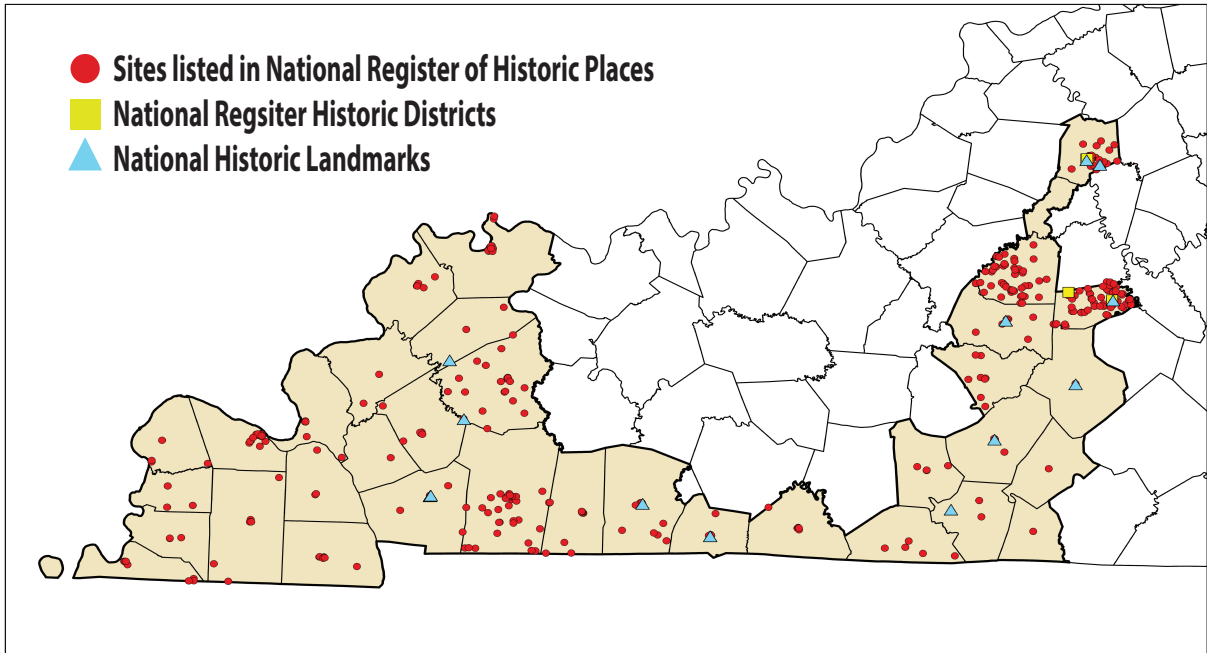 Sites listed in National Register of Historic Places
National Regsiter Historic Districts
National Historic Landmarks